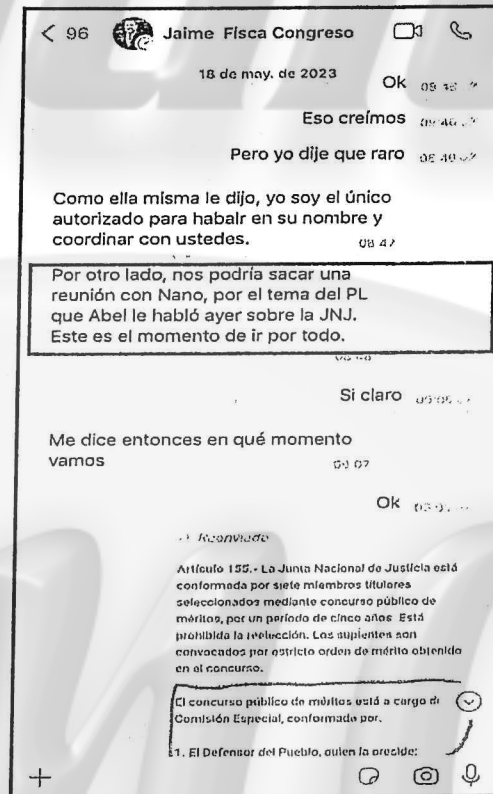 < 96 Jaime Fisca Congreso
18 de may. de 2023
Ok
Eso creímos
Pero yo dije que raro
Como ella misma le dijo, yo soy el único
autorizado para habalr en su nombre y
coordinar con ustedes. 08 47
Por otro lado, nos podría sacar una
reunión con Nano, por el tema del PL
que Abel le habló ayer sobre la JNJ.
Este es el momento de ir por todo.
Si claro
Me dice entonces en qué momento
vamos
Ok
Reenviado
Artículo 155.- La Junta Nacional de Justicia está
conformada por siete miembros titulares
seleccionados mediante concurso público de
méritos, por un período de cinco años. Está
prohibida la reelección. Los suplentes son
convocados por estricto orden de mérito obtenido
en el concurso.
El concurso público de méritos está a cargo de
Comisión Especial, conformado por.
1. El Defensor del Pueblo, quien la preside: